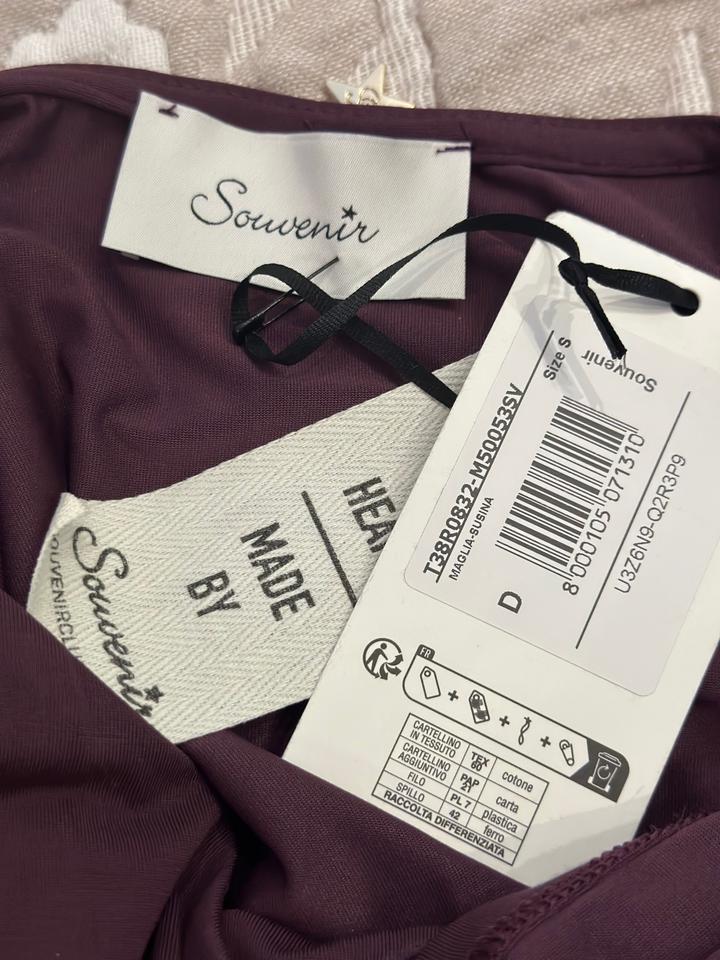 Souvenir
HEA
MADE
BY
Souvenir
OUVENIRCLU
Souvenir
Size S
T38R0832-M50053SV
MAGLIA-SUSINA
8 000105 071310
D
U3Z6N9-Q2R3P9
FR
CARTELLINO IN TESSUTO TEX 60 cotone
CARTELLINO AGGIUNTIVO PAP 21 carta
FILO PL 7 plastica
SPILLO 42 ferro
RACCOLTA DIFFERENZIATA